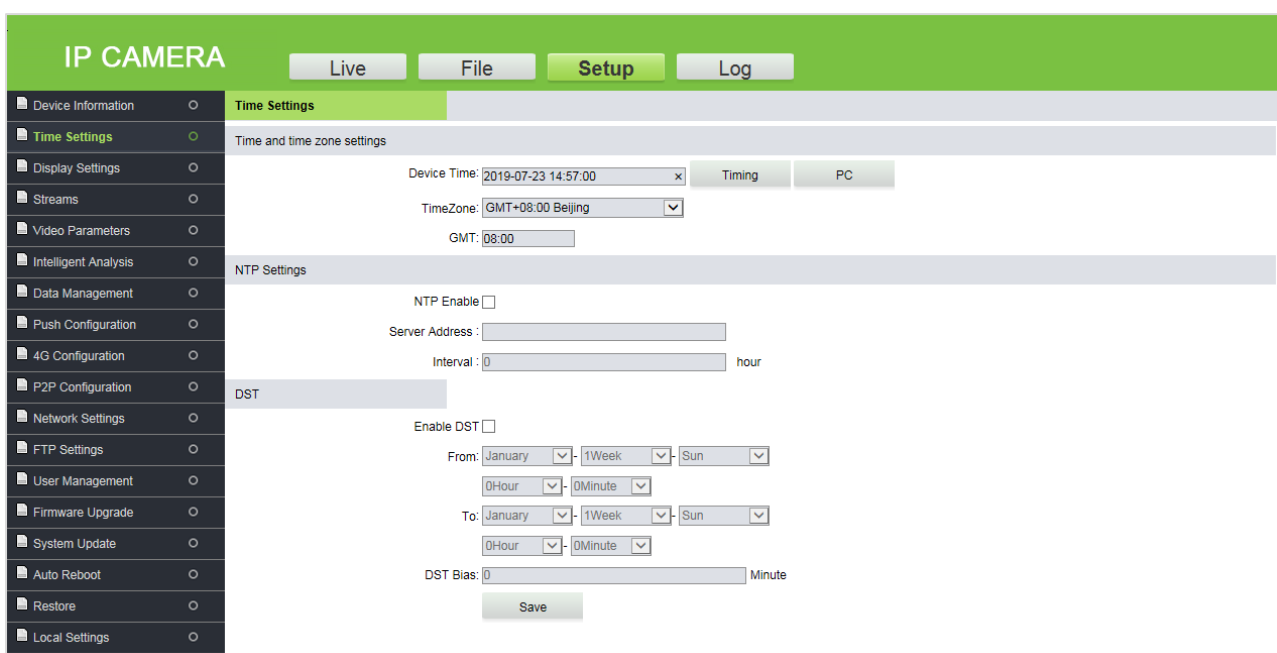 IP CAMERA
Live File Setup Log
Device Information
Time Settings
Display Settings
Streams
Video Parameters
Intelligent Analysis
Data Management
Push Configuration
4G Configuration
P2P Configuration
Network Settings
FTP Settings
User Management
Firmware Upgrade
System Update
Auto Reboot
Restore
Local Settings
Time Settings
Time and time zone settings
Device Time: 2019-07-23 14:57:00 x Timing PC
TimeZone: GMT+08:00 Beijing
GMT: 08:00
NTP Settings
NTP Enable
Server Address :
Interval : 0 hour
DST
Enable DST
From: January - 1Week - Sun
0Hour - 0Minute
To: January - 1Week - Sun
0Hour - 0Minute
DST Bias: 0 Minute
Save